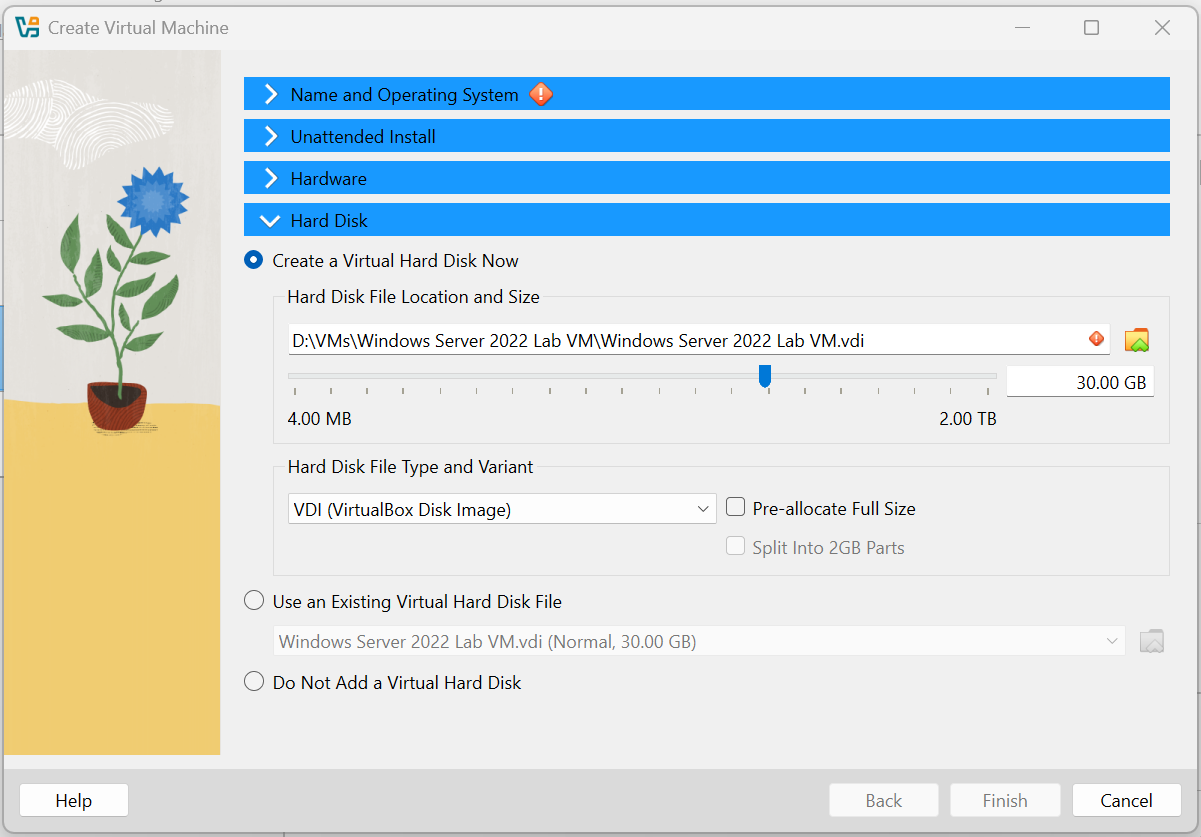 Create Virtual Machine
Name and Operating System
Unattended Install
Hardware
Hard Disk
Create a Virtual Hard Disk Now
Hard Disk File Location and Size
D:\VMs\Windows Server 2022 Lab VM\Windows Server 2022 Lab VM.vdi
30.00 GB
4.00 MB 2.00 TB
Hard Disk File Type and Variant
VDI (VirtualBox Disk Image) Pre-allocate Full Size
Split Into 2GB Parts
Use an Existing Virtual Hard Disk File
Windows Server 2022 Lab VM.vdi (Normal, 30.00 GB)
Do Not Add a Virtual Hard Disk
Help Back Finish Cancel